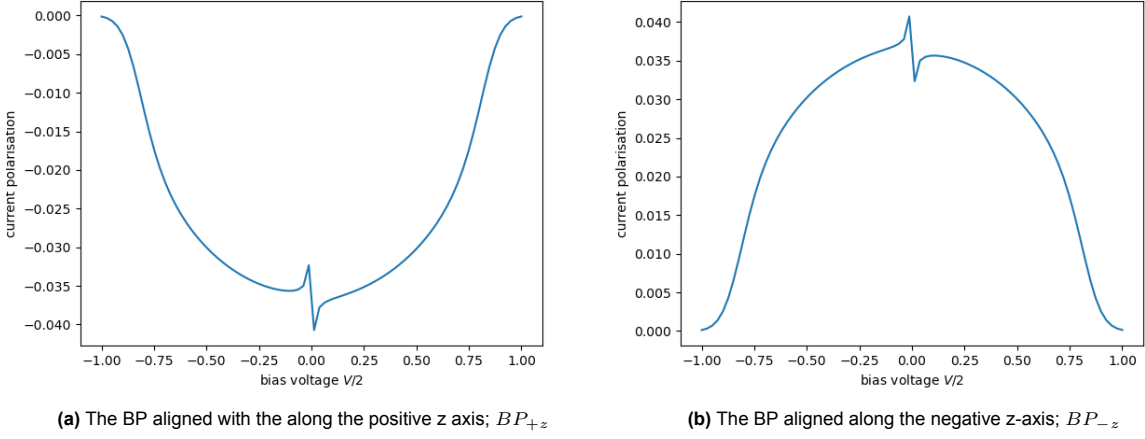 0.000
−0.005
−0.010
−0.015
−0.020
−0.025
−0.030
−0.035
−0.040
current polarisation
−1.00 −0.75 −0.50 −0.25 0.00 0.25 0.50 0.75 1.00
bias voltage V/2
(a) The BP aligned with the along the positive z axis; BP+z
0.040
0.035
0.030
0.025
0.020
0.015
0.010
0.005
0.000
current polarisation
−1.00 −0.75 −0.50 −0.25 0.00 0.25 0.50 0.75 1.00
bias voltage V/2
(b) The BP aligned along the negative z-axis; BP−z